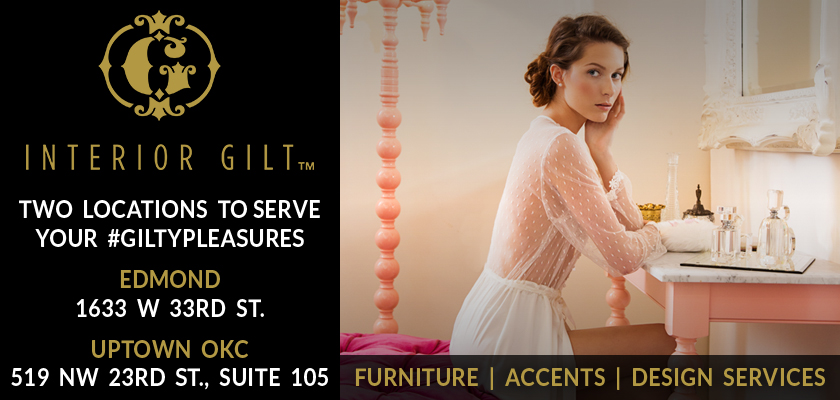 G
INTERIOR GILT™
TWO LOCATIONS TO SERVE
YOUR #GILTYPLEASURES
EDMOND
1633 W 33RD ST.
UPTOWN OKC
519 NW 23RD ST., SUITE 105
FURNITURE | ACCENTS | DESIGN SERVICES